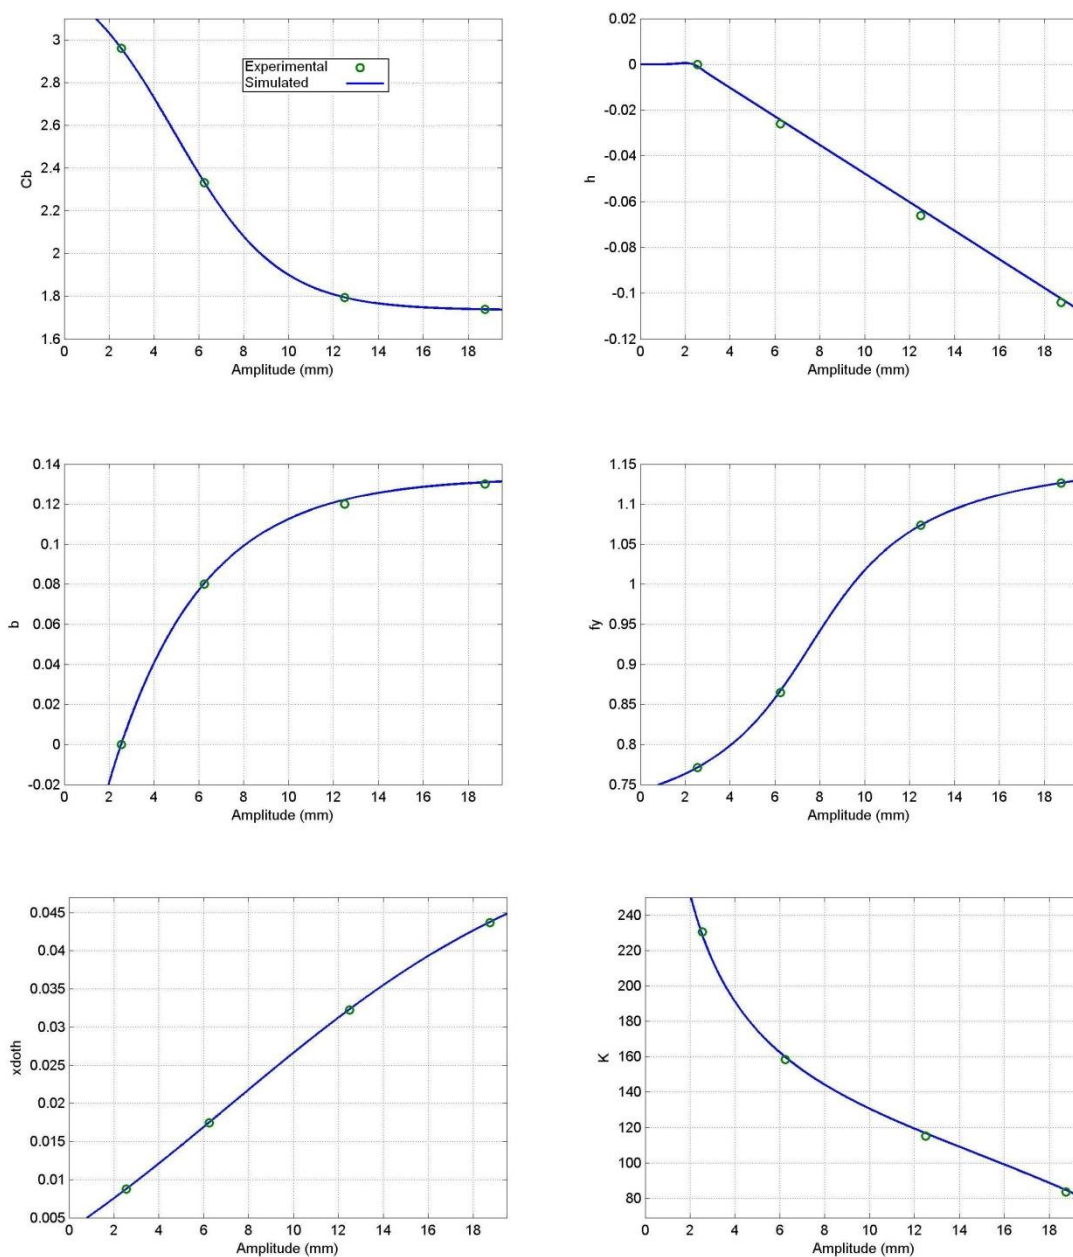 3
2.8
2.6
2.4
2.2
2
1.8
1.6
Cb
Experimental
Simulated
0 2 4 6 8 10 12 14 16 18
Amplitude (mm)
0.02
0
-0.02
-0.04
-0.06
-0.08
-0.1
-0.12
h
0 2 4 6 8 10 12 14 16 18
Amplitude (mm)
0.14
0.12
0.1
0.08
0.06
0.04
0.02
0
-0.02
b
0 2 4 6 8 10 12 14 16 18
Amplitude (mm)
1.15
1.1
1.05
1
0.95
0.9
0.85
0.8
0.75
fy
0 2 4 6 8 10 12 14 16 18
Amplitude (mm)
0.045
0.04
0.035
0.03
0.025
0.02
0.015
0.01
0.005
xdoth
0 2 4 6 8 10 12 14 16 18
Amplitude (mm)
240
220
200
180
160
140
120
100
80
K
0 2 4 6 8 10 12 14 16 18
Amplitude (mm)